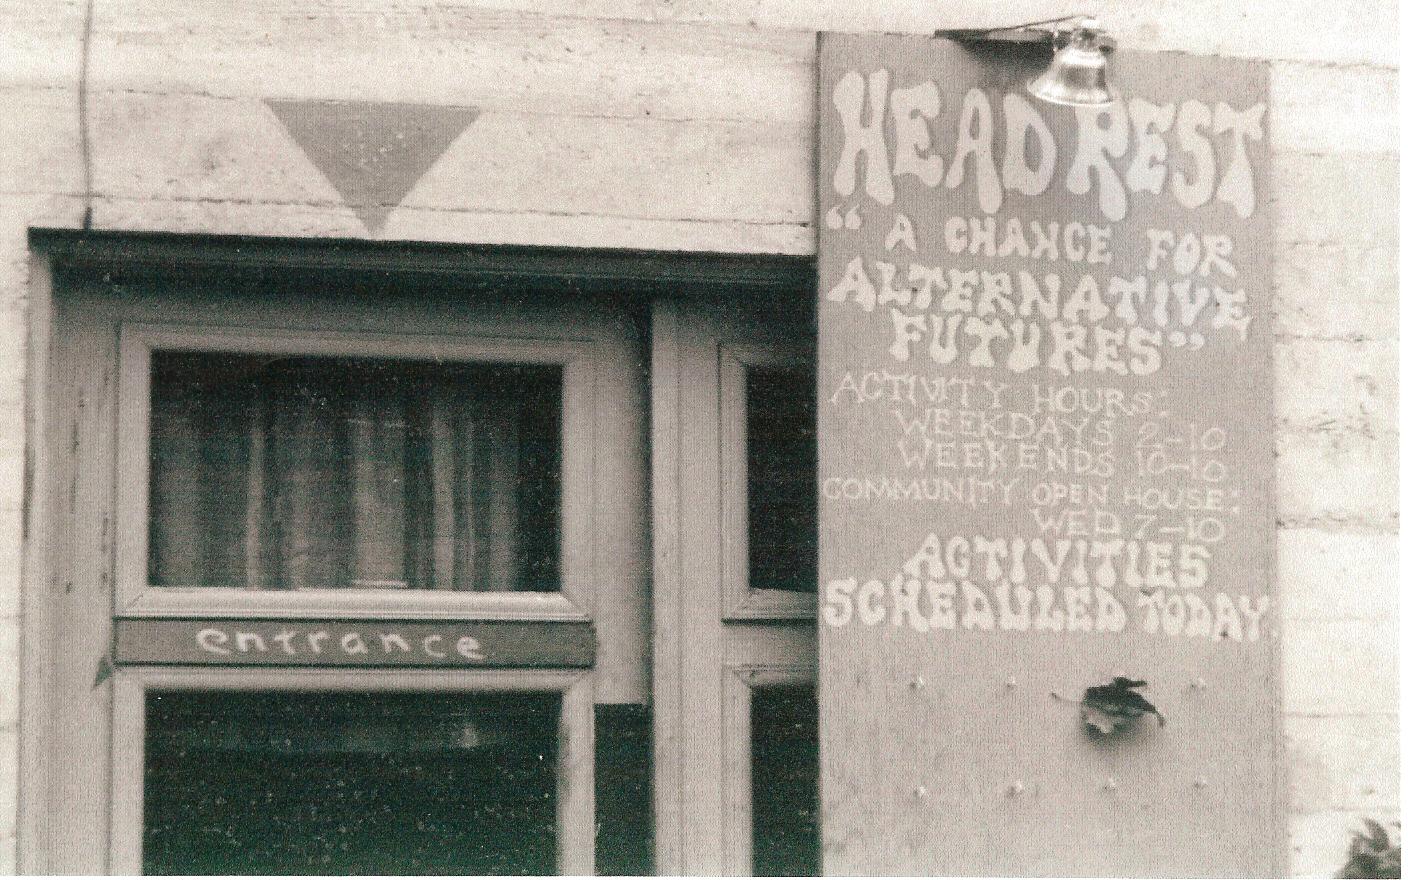 HEAD REST
“A CHANCE FOR
ALTERNATIVE
FUTURES”
ACTIVITY HOURS:
WEEKDAYS 2-10
WEEKENDS 10-10
COMMUNITY OPEN HOUSE:
WED 7-10
ACTIVITIES
SCHEDULED TODAY.
entrance